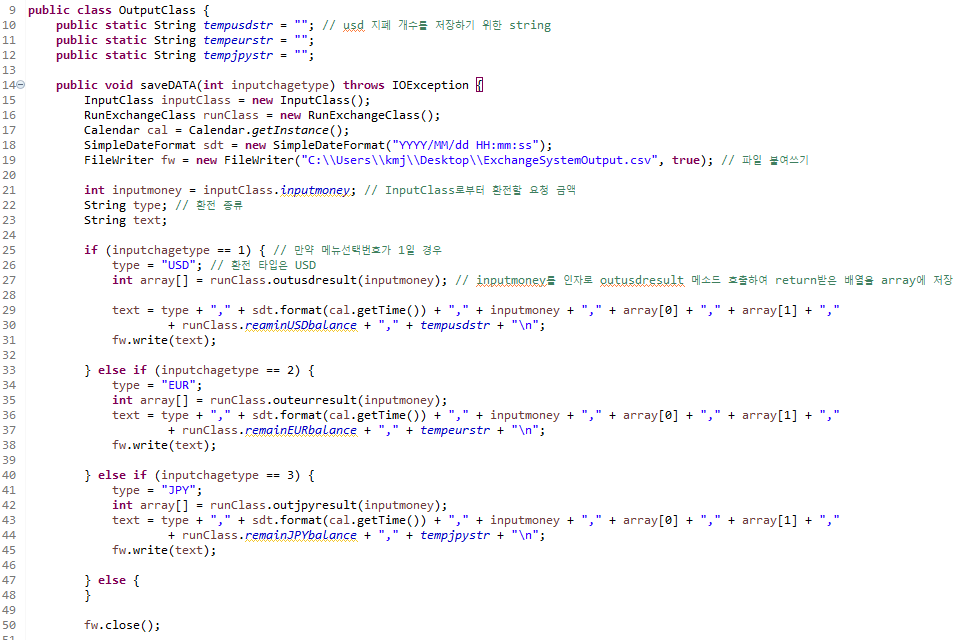 9 public class OutputClass {
10 public static String tempusdstr = ""; // usd 지폐 개수를 저장하기 위한 string
11 public static String tempeurstr = "";
12 public static String tempjpystr = "";
13
14 public void saveDATA(int inputchagetype) throws IOException {
15 InputClass inputClass = new InputClass();
16 RunExchangeClass runClass = new RunExchangeClass();
17 Calendar cal = Calendar.getInstance();
18 SimpleDateFormat sdt = new SimpleDateFormat("YYYY/MM/dd HH:mm:ss");
19 FileWriter fw = new FileWriter("C:\\Users\\kmj\\Desktop\\ExchangeSystemOutput.csv", true); // 파일 붙여쓰기
20
21 int inputmoney = inputClass.inputmoney; // InputClass로부터 환전할 요청 금액
22 String type; // 환전 종류
23 String text;
24
25 if (inputchagetype == 1) { // 만약 메뉴선택번호가 1일 경우
26 type = "USD"; // 환전 타입은 USD
27 int array[] = runClass.outusdresult(inputmoney); // inputmoney를 인자로 outusdresult 메소드 호출하여 return받은 배열을 array에 저장
28
29 text = type + "," + sdt.format(cal.getTime()) + "," + inputmoney + "," + array[0] + "," + array[1] + ","
30 + runClass.reaminUSDbalance + "," + tempusdstr + "\n";
31 fw.write(text);
32
33 } else if (inputchagetype == 2) {
34 type = "EUR";
35 int array[] = runClass.outeurresult(inputmoney);
36 text = type + "," + sdt.format(cal.getTime()) + "," + inputmoney + "," + array[0] + "," + array[1] + ","
37 + runClass.remainEURbalance + "," + tempeurstr + "\n";
38 fw.write(text);
39
40 } else if (inputchagetype == 3) {
41 type = "JPY";
42 int array[] = runClass.outjpyresult(inputmoney);
43 text = type + "," + sdt.format(cal.getTime()) + "," + inputmoney + "," + array[0] + "," + array[1] + ","
44 + runClass.remainJPYbalance + "," + tempjpystr + "\n";
45 fw.write(text);
46
47 } else {
48 }
49
50 fw.close();